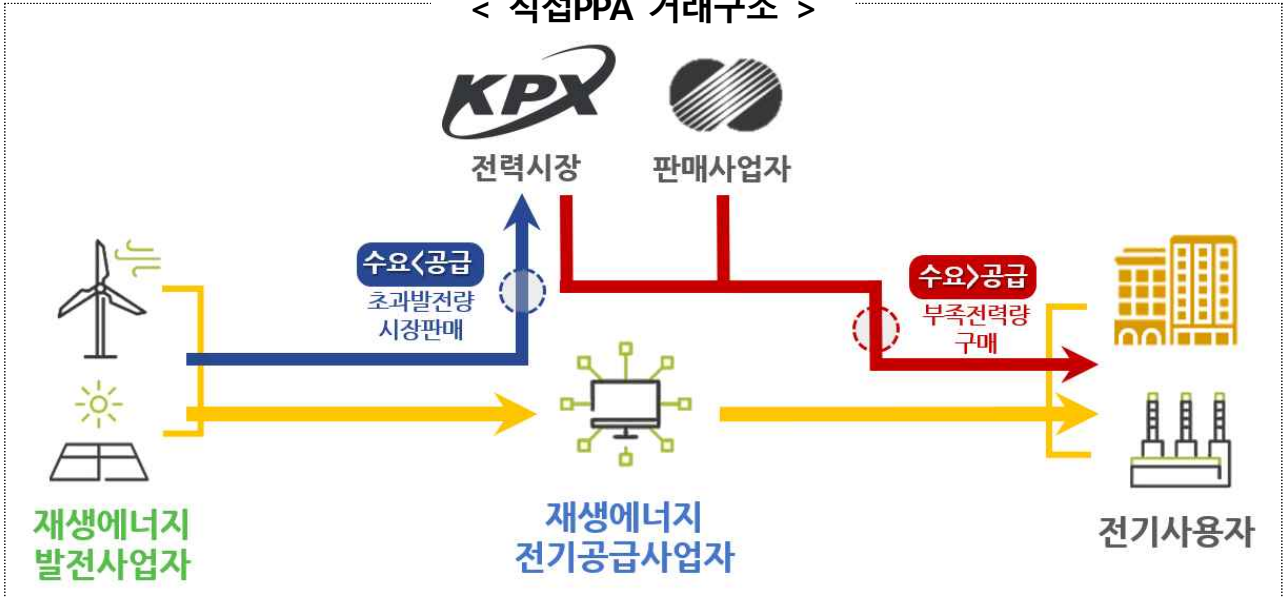 < 직접PPA 거래구조 >
KPX
전력시장
판매사업자
수요<공급
초과발전량
시장판매
수요>공급
부족전력량
구매
재생에너지
발전사업자
재생에너지
전기공급사업자
전기사용자